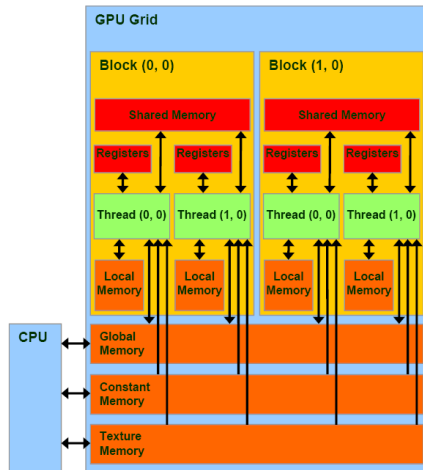 GPU Grid
Block (0, 0)
Block (1, 0)
Shared Memory
Shared Memory
Registers
Registers
Registers
Registers
Thread (0, 0)
Thread (1, 0)
Thread (0, 0)
Thread (1, 0)
Local
Memory
Local
Memory
Local
Memory
Local
Memory
CPU
Global
Memory
Constant
Memory
Texture
Memory